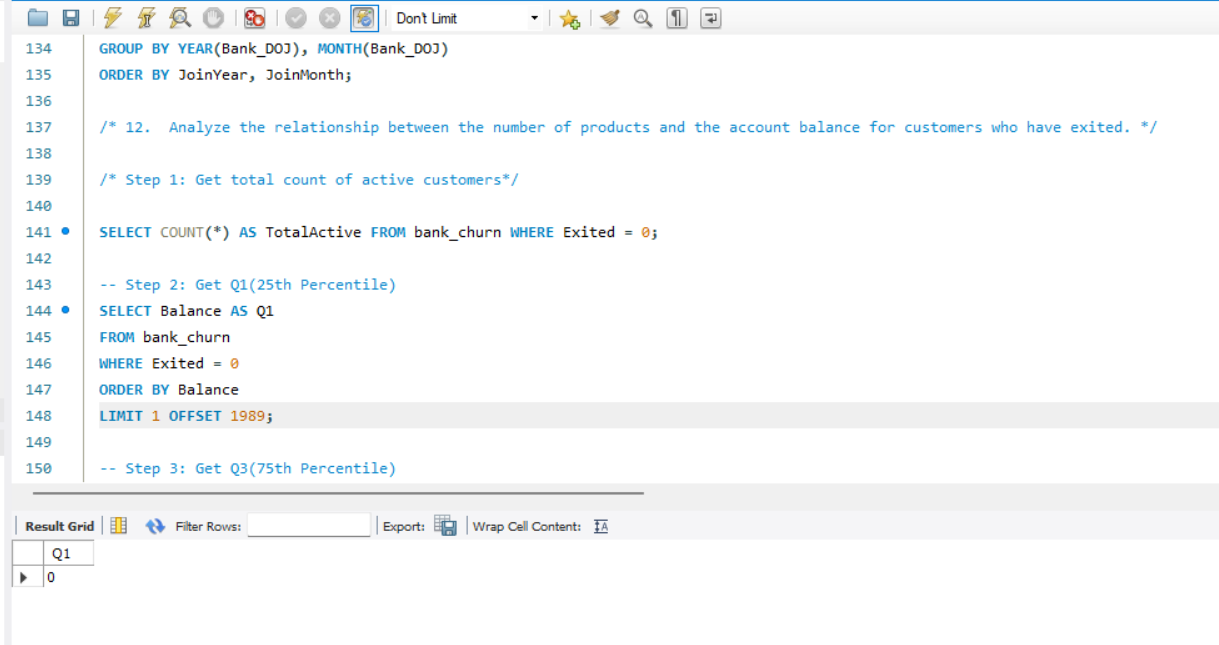 Don't Limit
134 GROUP BY YEAR(Bank_DOJ), MONTH(Bank_DOJ)
135 ORDER BY JoinYear, JoinMonth;
136
137 /* 12.  Analyze the relationship between the number of products and the account balance for customers who have exited. */
138
139 /* Step 1: Get total count of active customers*/
140
141 SELECT COUNT(*) AS TotalActive FROM bank_churn WHERE Exited = 0;
142
143 -- Step 2: Get Q1(25th Percentile)
144 SELECT Balance AS Q1
145 FROM bank_churn
146 WHERE Exited = 0
147 ORDER BY Balance
148 LIMIT 1 OFFSET 1989;
149
150 -- Step 3: Get Q3(75th Percentile)
Result Grid Filter Rows: Export: Wrap Cell Content: IA
Q1
0